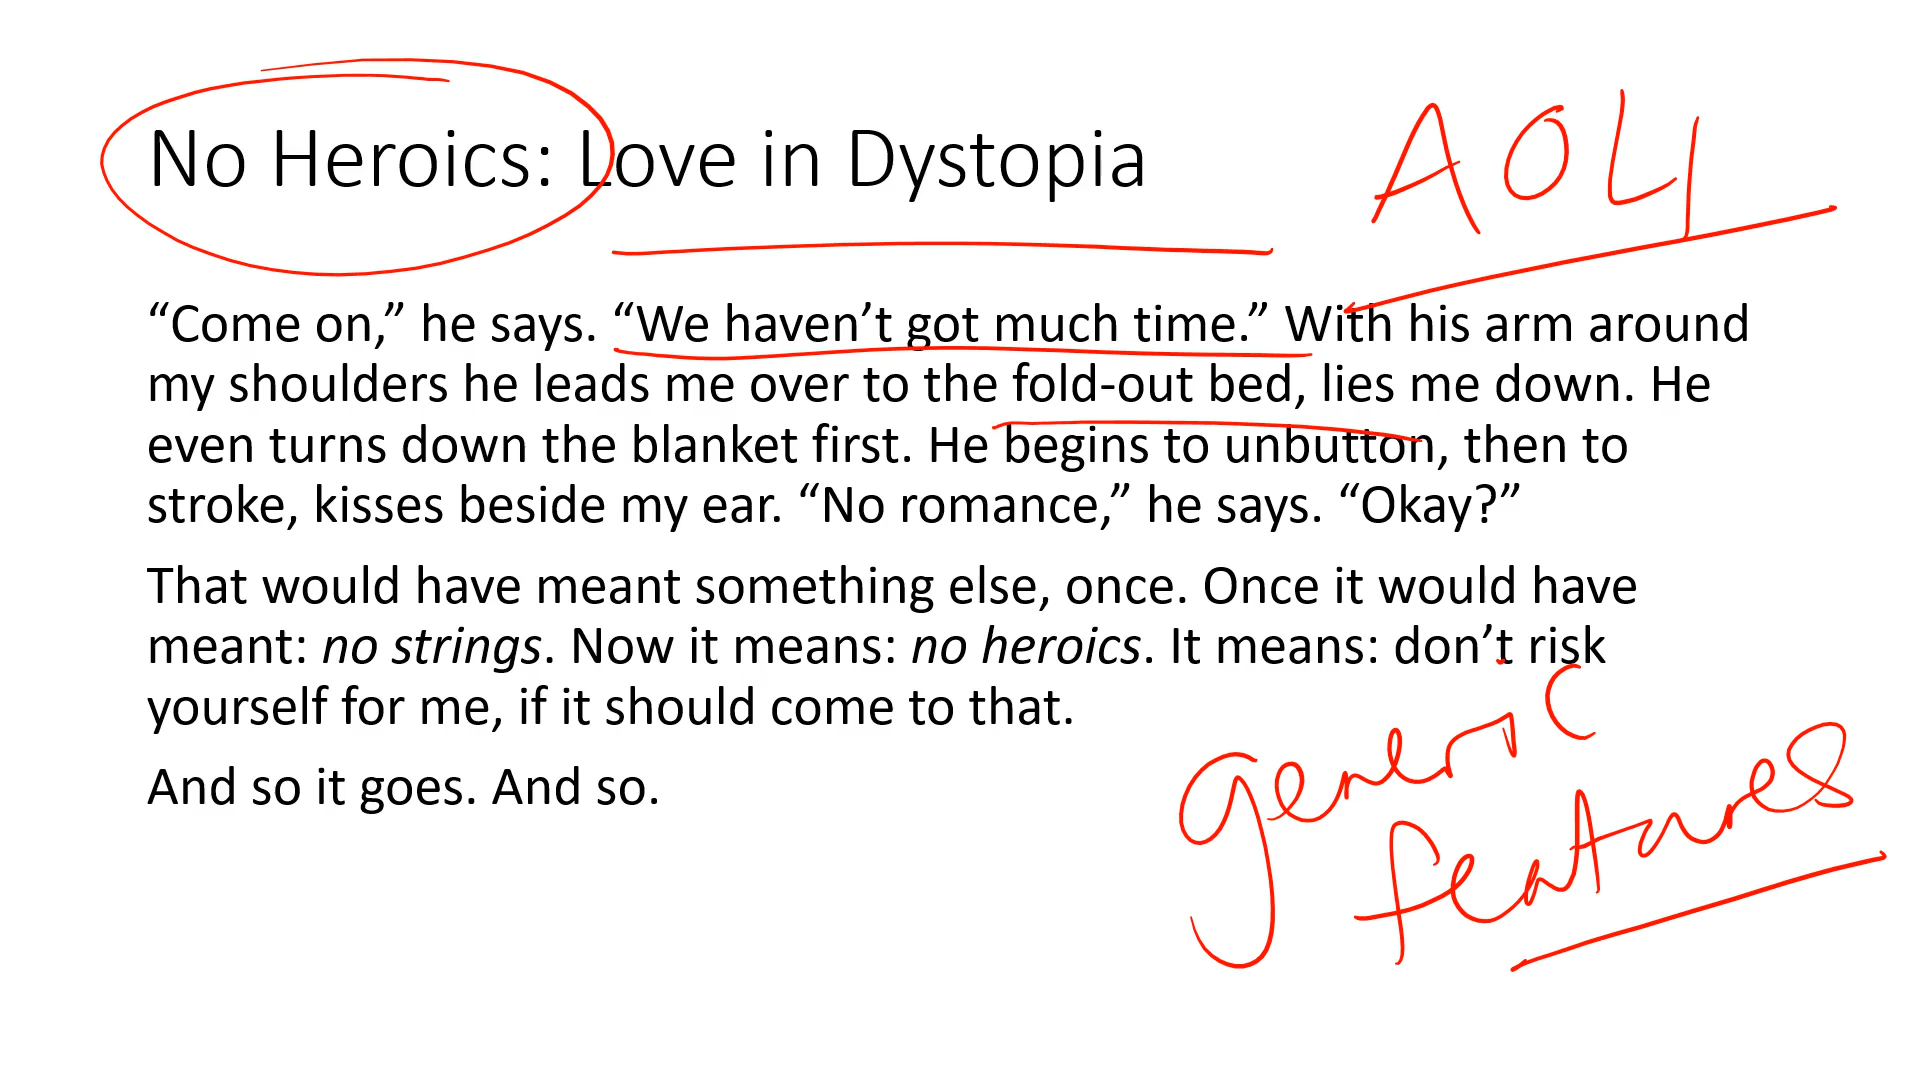 No Heroics: Love in Dystopia
AO4
“Come on,” he says. “We haven’t got much time.” With his arm around
my shoulders he leads me over to the fold-out bed, lies me down. He
even turns down the blanket first. He begins to unbutton, then to
stroke, kisses beside my ear. “No romance,” he says. “Okay?”
That would have meant something else, once. Once it would have
meant: no strings. Now it means: no heroics. It means: don’t risk
yourself for me, if it should come to that.
And so it goes. And so.
generic
features